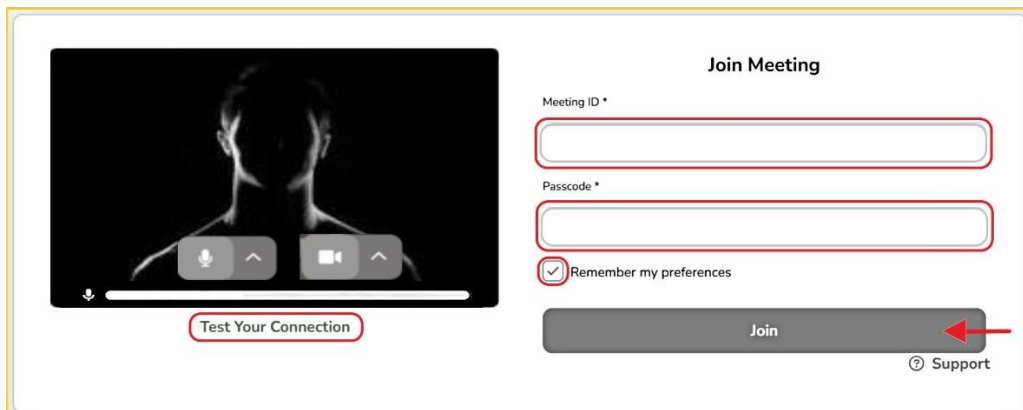 Join Meeting
Meeting ID *
Passcode *
Remember my preferences
Test Your Connection
Join
Support